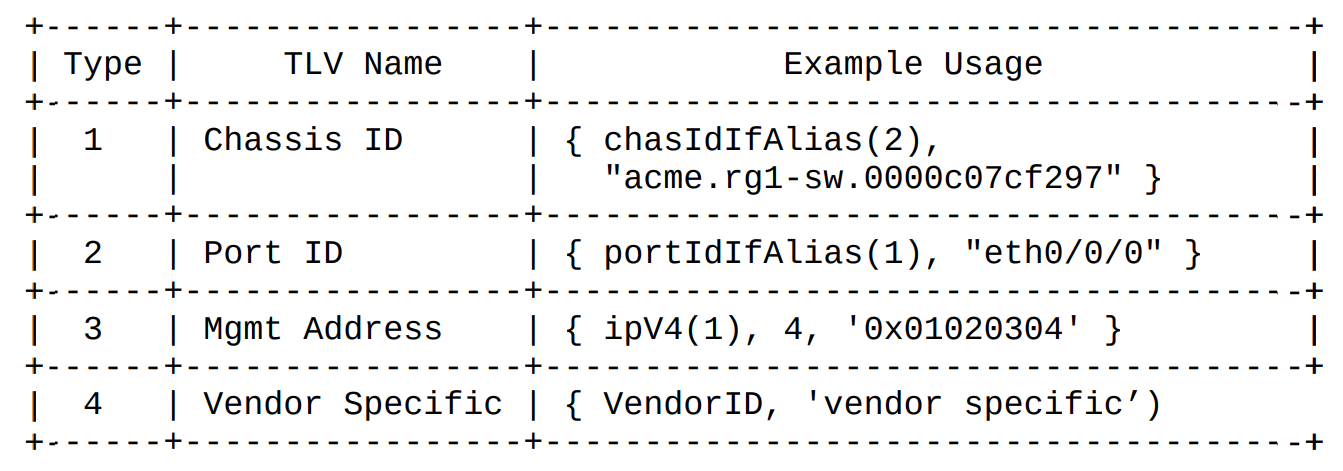 +------+-----------------+--------------------------------------+
| Type |     TLV Name    |            Example Usage             |
+------+-----------------+--------------------------------------+
|  1   | Chassis ID      | { chasIdIfAlias(2),                  |
|      |                 |   "acme.rg1-sw.0000c07cf297" }       |
+------+-----------------+--------------------------------------+
|  2   | Port ID         | { portIdIfAlias(1), "eth0/0/0" }     |
+------+-----------------+--------------------------------------+
|  3   | Mgmt Address    | { ipV4(1), 4, '0x01020304' }         |
+------+-----------------+--------------------------------------+
|  4   | Vendor Specific | { VendorID, 'vendor specific’)
+------+-----------------+--------------------------------------+